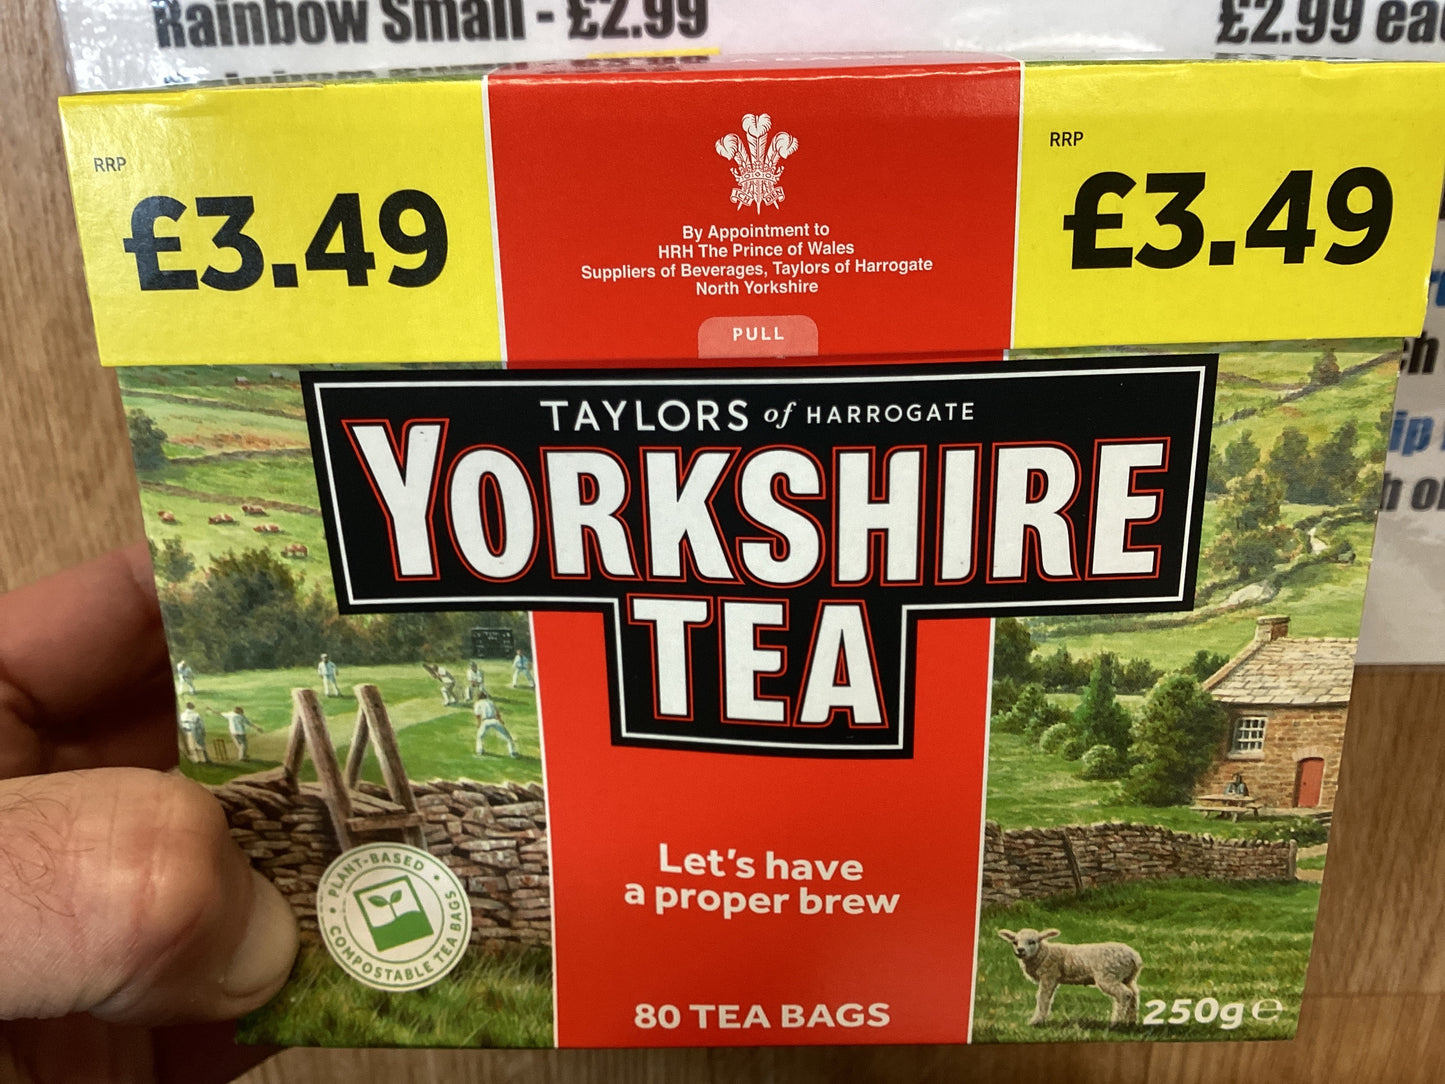 Rainbow Small - £2.99
£2.99
RRP
£3.49
By Appointment to
HRH The Prince of Wales
Suppliers of Beverages, Taylors of Harrogate
North Yorkshire
PULL
RRP
£3.49
TAYLORS of HARROGATE
YORKSHIRE
TEA
Let's have
a proper brew
PLANT-BASED
COMPOSTABLE TEA BAGS
80 TEA BAGS
250g e